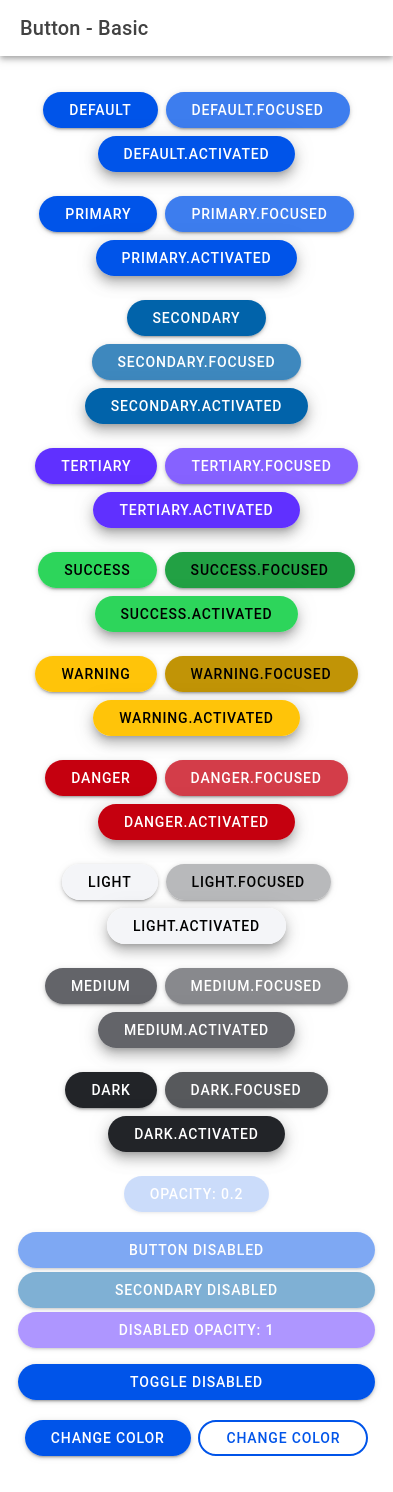 Button - Basic
DEFAULT DEFAULT.FOCUSED
DEFAULT.ACTIVATED
PRIMARY PRIMARY.FOCUSED
PRIMARY.ACTIVATED
SECONDARY
SECONDARY.FOCUSED
SECONDARY.ACTIVATED
TERTIARY TERTIARY.FOCUSED
TERTIARY.ACTIVATED
SUCCESS SUCCESS.FOCUSED
SUCCESS.ACTIVATED
WARNING WARNING.FOCUSED
WARNING.ACTIVATED
DANGER DANGER.FOCUSED
DANGER.ACTIVATED
LIGHT LIGHT.FOCUSED
LIGHT.ACTIVATED
MEDIUM MEDIUM.FOCUSED
MEDIUM.ACTIVATED
DARK DARK.FOCUSED
DARK.ACTIVATED
OPACITY: 0.2
BUTTON DISABLED
SECONDARY DISABLED
DISABLED OPACITY: 1
TOGGLE DISABLED
CHANGE COLOR CHANGE COLOR